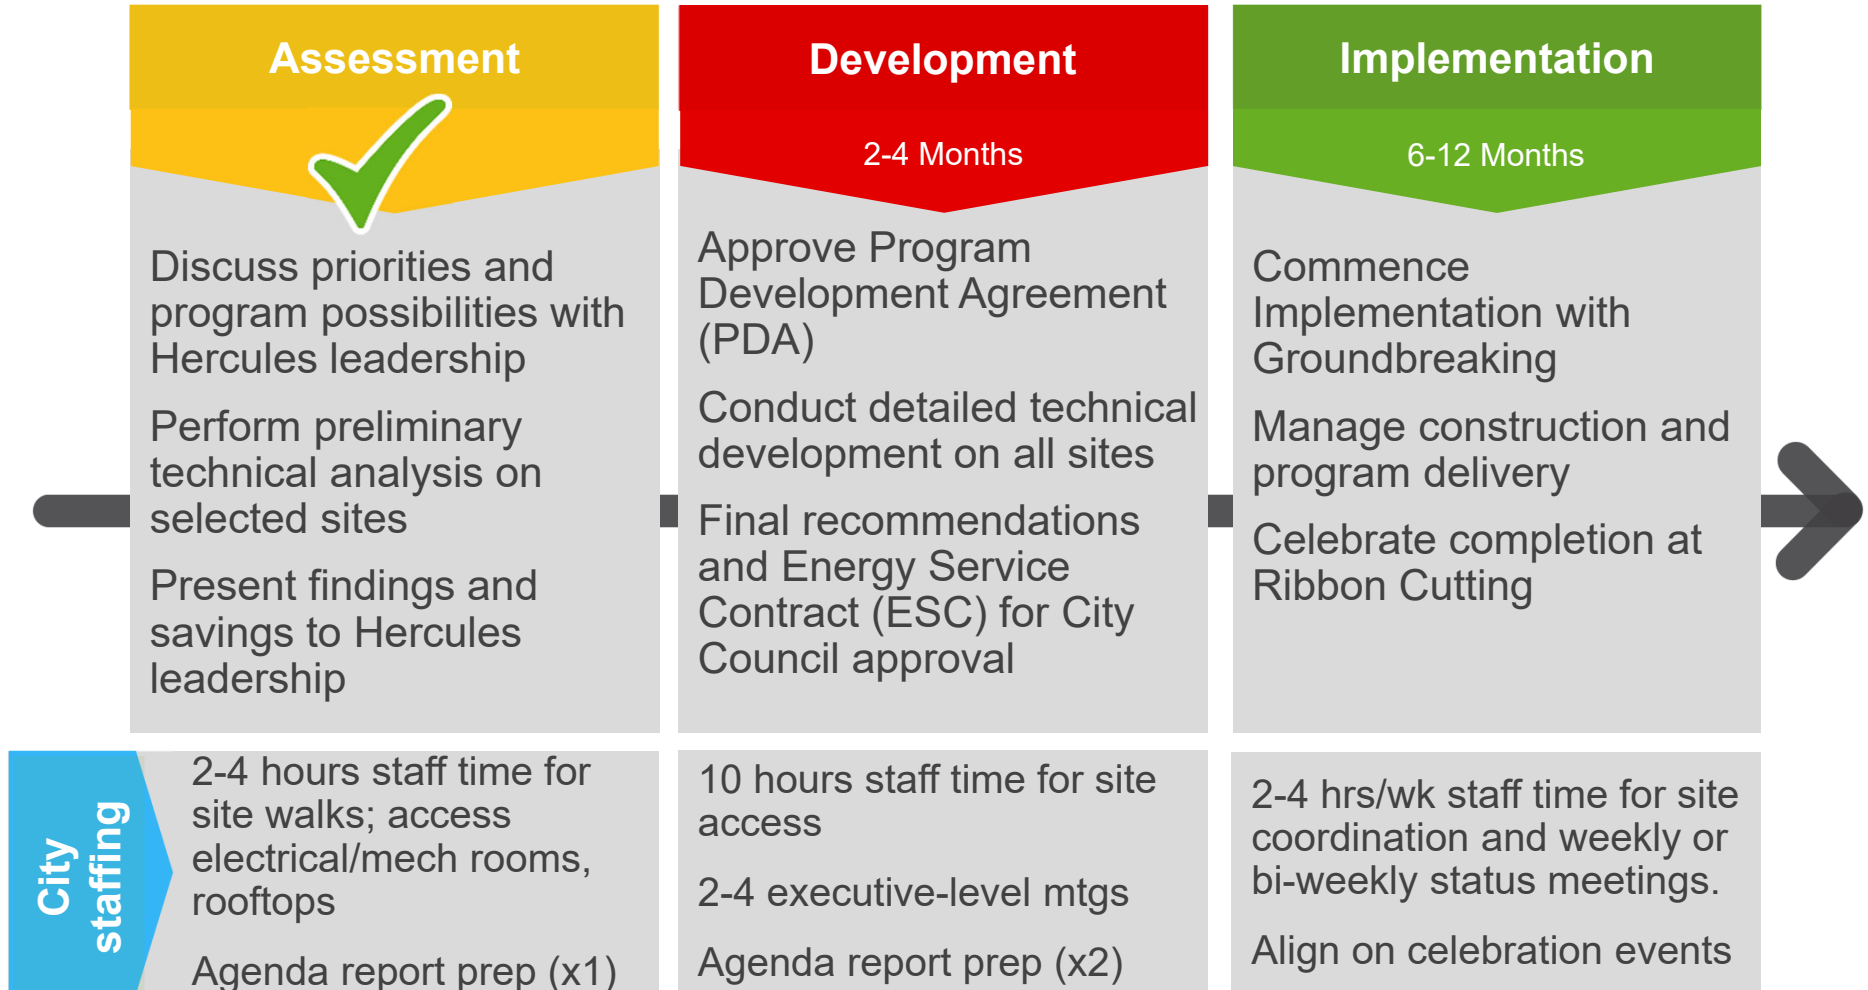 Assessment
Discuss priorities and
program possibilities with
Hercules leadership
Perform preliminary
technical analysis on
selected sites
Present findings and
savings to Hercules
leadership
Development
2-4 Months
Approve Program
Development Agreement
(PDA)
Conduct detailed technical
development on all sites
Final recommendations
and Energy Service
Contract (ESC) for City
Council approval
Implementation
6-12 Months
Commence
Implementation with
Groundbreaking
Manage construction and
program delivery
Celebrate completion at
Ribbon Cutting
City
staffing
2-4 hours staff time for
site walks; access
electrical/mech rooms,
rooftops
Agenda report prep (x1)
10 hours staff time for site
access
2-4 executive-level mtgs
Agenda report prep (x2)
2-4 hrs/wk staff time for site
coordination and weekly or
bi-weekly status meetings.
Align on celebration events